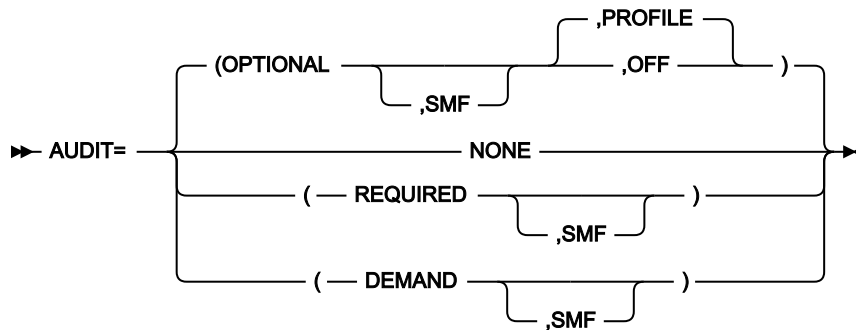 ,PROFILE
(OPTIONAL ,OFF )
,SMF
AUDIT= NONE
( REQUIRED )
,SMF
( DEMAND )
,SMF